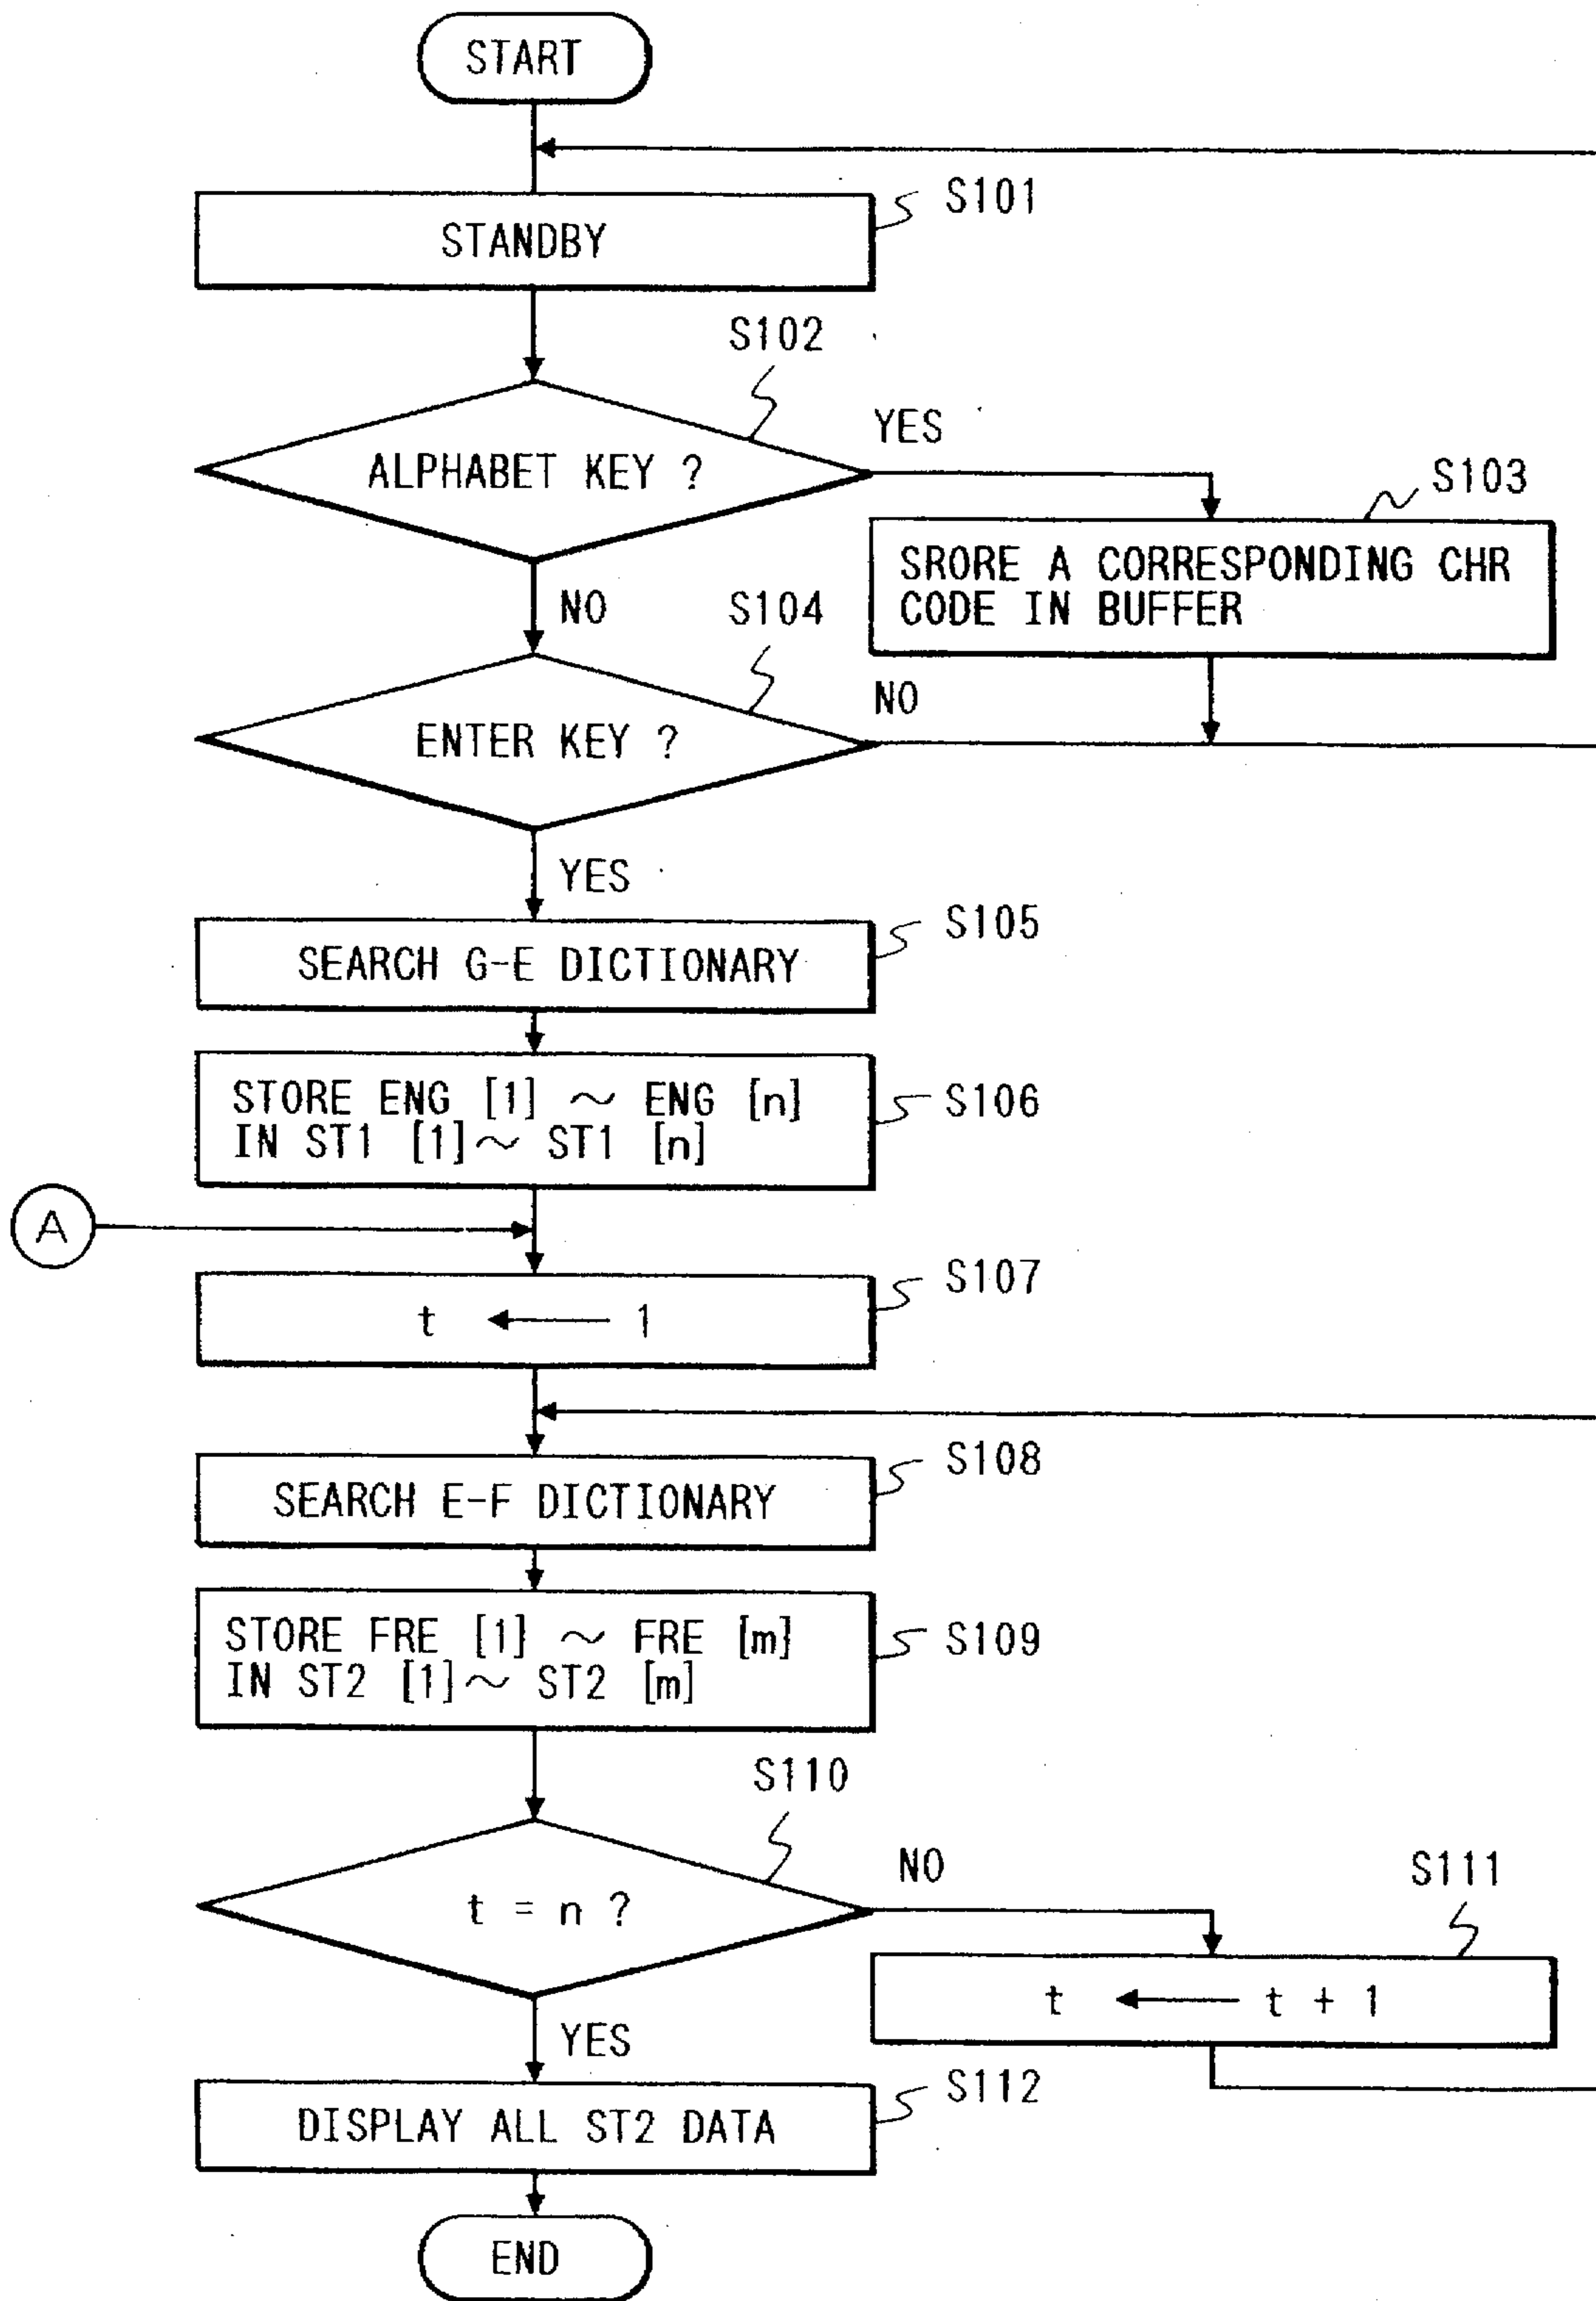 START
S101
STANDBY
S102
YES
ALPHABET KEY ?
S103
SRORE A CORRESPONDING CHR
CODE IN BUFFER
NO
S104
NO
ENTER KEY ?
YES
S105
SEARCH G-E DICTIONARY
STORE ENG [1] ~ ENG [n]
IN ST1 [1] ~ ST1 [n]
S106
A
S107
t ← 1
S108
SEARCH E-F DICTIONARY
STORE FRE [1] ~ FRE [m]
IN ST2 [1] ~ ST2 [m]
S109
S110
NO
S111
t = n ?
t ← t + 1
YES
S112
DISPLAY ALL ST2 DATA
END